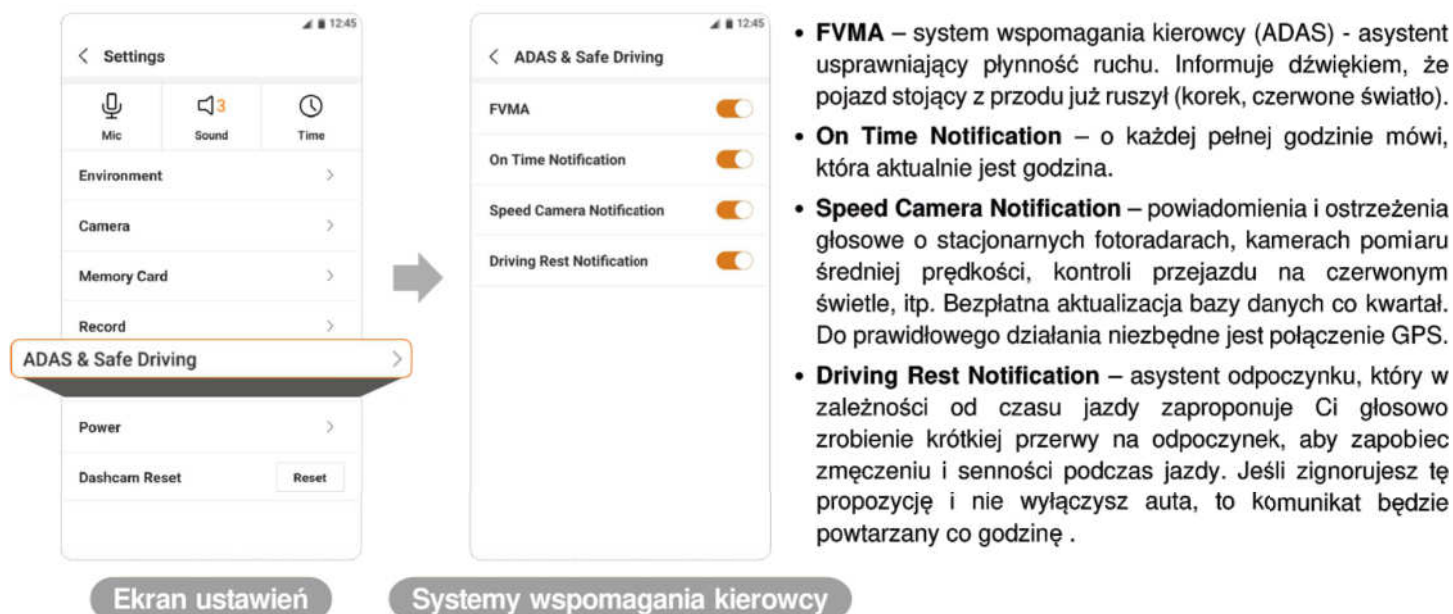 12:45
Settings
3
Mic Sound Time
Environment
Camera
Memory Card
Record
ADAS & Safe Driving
Power
Dashcam Reset Reset
Ekran ustawień
12:45
ADAS & Safe Driving
FVMA
On Time Notification
Speed Camera Notification
Driving Rest Notification
Systemy wspomagania kierowcy
• FVMA – system wspomagania kierowcy (ADAS) - asystent
usprawniający płynność ruchu. Informuje dźwiękiem, że
pojazd stojący z przodu już ruszył (korek, czerwone światło).
• On Time Notification – o każdej pełnej godzinie mówi,
która aktualnie jest godzina.
• Speed Camera Notification – powiadomienia i ostrzeżenia
głosowe o stacjonarnych fotoradarach, kamerach pomiaru
średniej prędkości, kontroli przejazdu na czerwonym
świetle, itp. Bezpłatna aktualizacja bazy danych co kwartał.
Do prawidłowego działania niezbędne jest połączenie GPS.
• Driving Rest Notification – asystent odpoczynku, który w
zależności od czasu jazdy zaproponuje Ci głosowo
zrobienie krótkiej przerwy na odpoczynek, aby zapobiec
zmęczeniu i senności podczas jazdy. Jeśli zignorujesz tę
propozycję i nie wyłączysz auta, to komunikat będzie
powtarzany co godzinę .